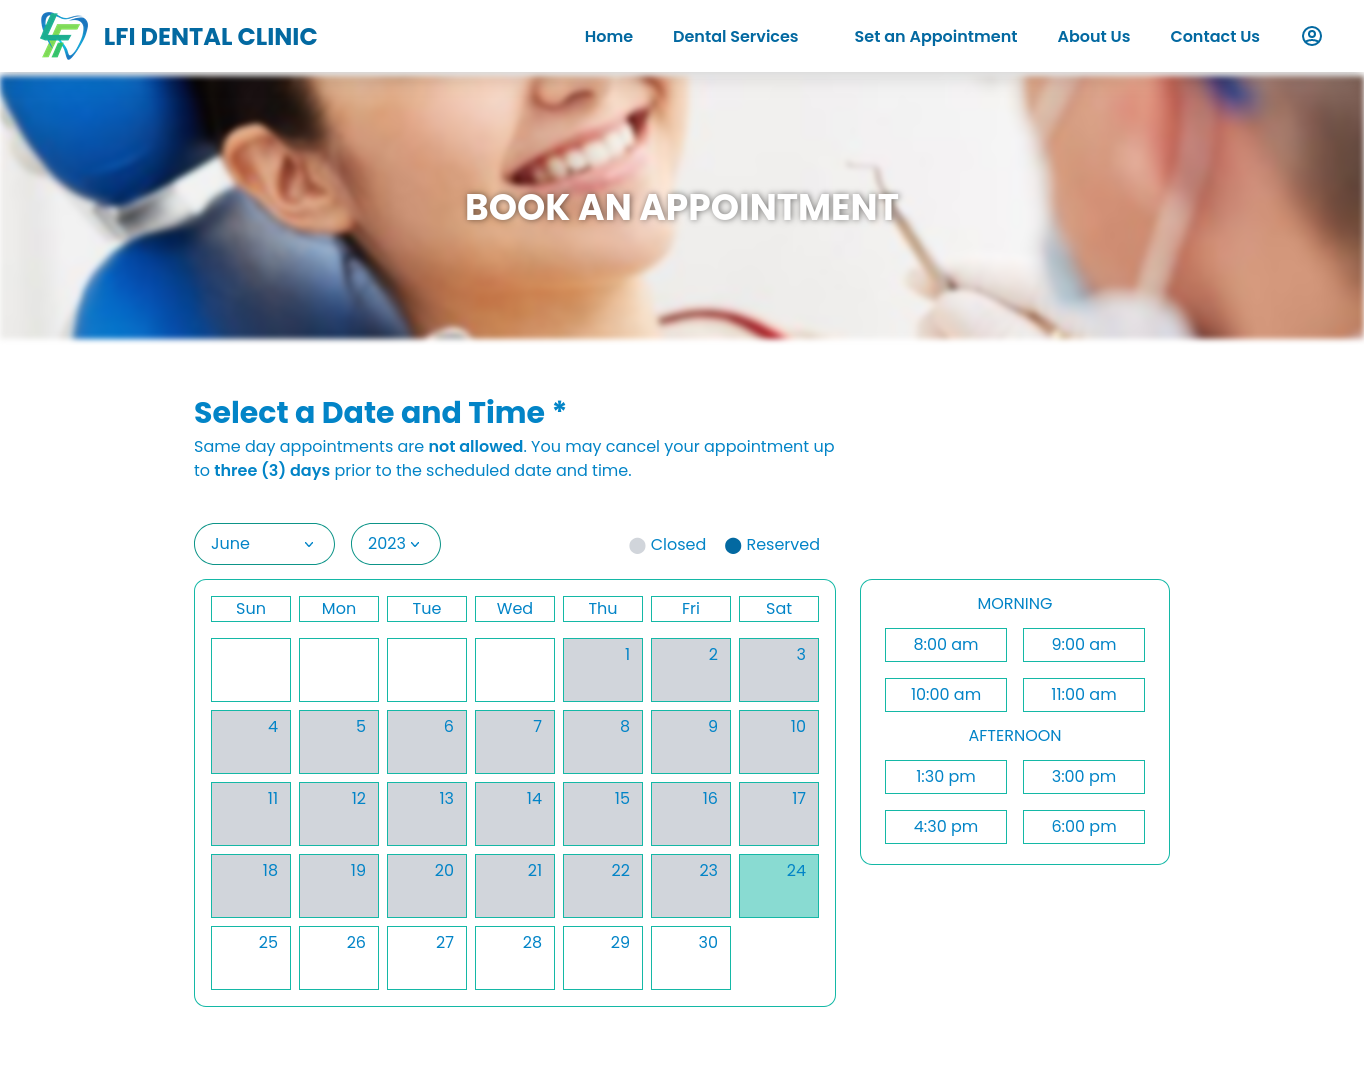 LFI DENTAL CLINIC
Home Dental Services Set an Appointment About Us Contact Us
BOOK AN APPOINTMENT
Select a Date and Time *
Same day appointments are not allowed. You may cancel your appointment up
to three (3) days prior to the scheduled date and time.
June 2023 Closed Reserved
Sun Mon Tue Wed Thu Fri Sat
1 2 3
4 5 6 7 8 9 10
11 12 13 14 15 16 17
18 19 20 21 22 23 24
25 26 27 28 29 30
MORNING
8:00 am 9:00 am
10:00 am 11:00 am
AFTERNOON
1:30 pm 3:00 pm
4:30 pm 6:00 pm